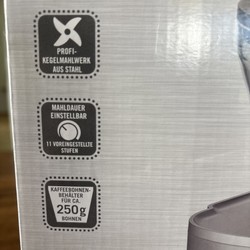 PROFI-
KEGELMAHLWERK
AUS STAHL
MAHLDAUER
EINSTELLBAR
11 VOREINGESTELLTE
STUFEN
KAFFEEBOHNEN-
BEHÄLTER
FÜR CA.
250g
BOHNEN